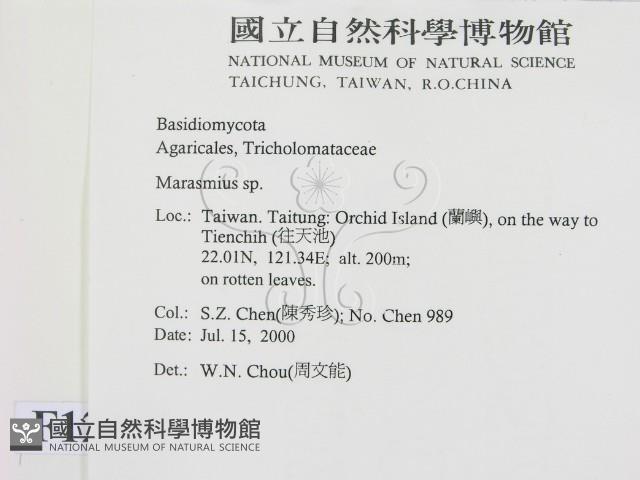 國立自然科學博物館
NATIONAL MUSEUM OF NATURAL SCIENCE
TAICHUNG, TAIWAN, R.O.CHINA
Basidiomycota
Agaricales, Tricholomataceae
Marasmius sp.
Loc.: Taiwan. Taitung: Orchid Island (蘭嶼), on the way to
Tienchih (往天池)
22.01N, 121.34E; alt. 200m;
on rotten leaves.
Col.: S.Z. Chen(陳秀珍); No. Chen 989
Date: Jul. 15, 2000
Det.: W.N. Chou(周文能)
國立自然科學博物館
NATIONAL MUSEUM OF NATURAL SCIENCE